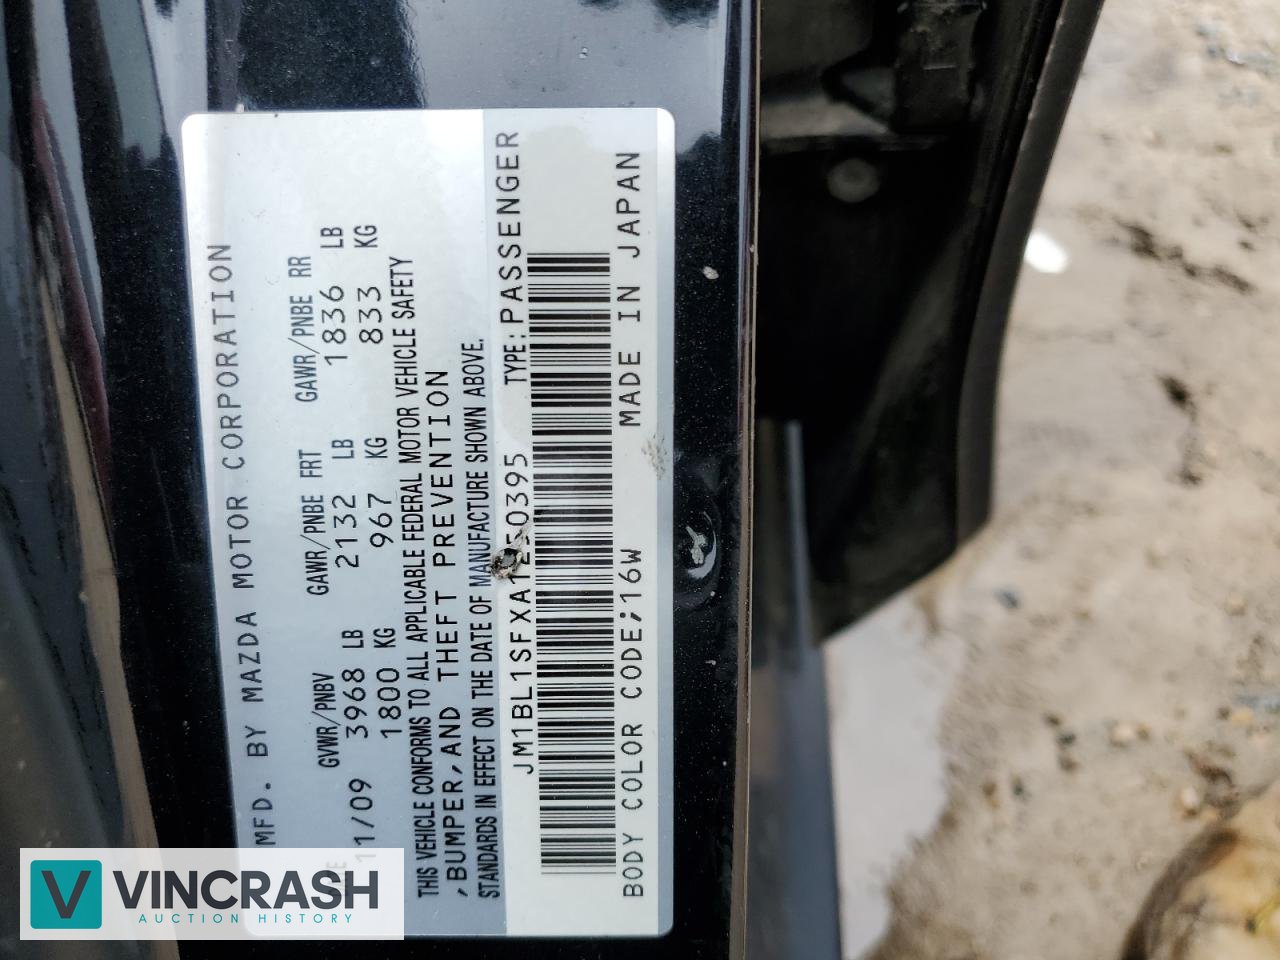 MFD. BY MAZDA MOTOR CORPORATION
GVWR/PNBV GAWR/PNBE FRT GAWR/PNBE RR
11/09 3968 LB 2132 LB 1836 LB
1800 KG 967 KG 833 KG
THIS VEHICLE CONFORMS TO ALL APPLICABLE FEDERAL MOTOR VEHICLE SAFETY
,BUMPER,AND THEFT PREVENTION
STANDARDS IN EFFECT ON THE DATE OF MANUFACTURE SHOWN ABOVE.
JM1BL1SFXA1250395 TYPE:PASSENGER
BODY COLOR CODE;16W MADE IN JAPAN
VINCRASH
AUCTION HISTORY